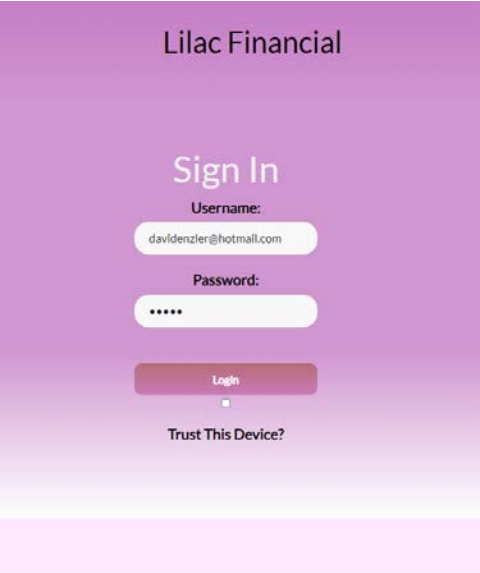 Lilac Financial
Sign In
Username:
davidenzler@hotmail.com
Password:
•••••
Login
Trust This Device?